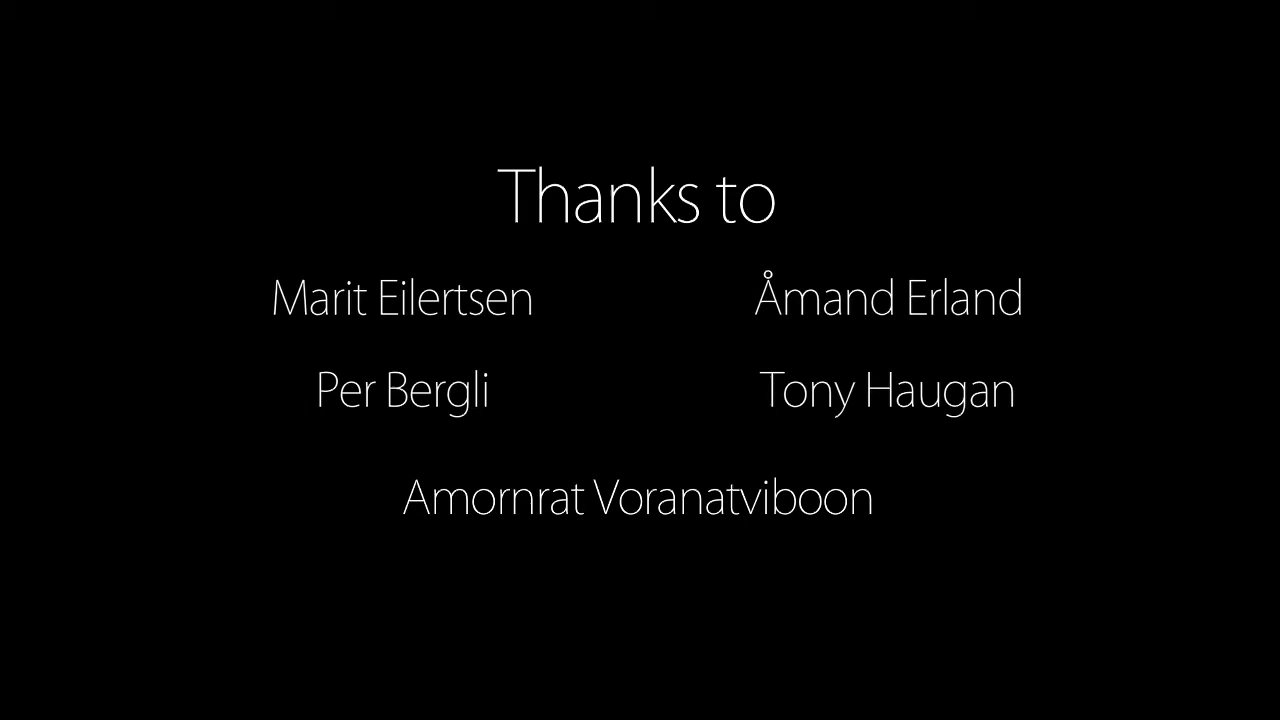 Thanks to
Marit Eilertsen
Åmand Erland
Per Bergli
Tony Haugan
Amornrat Voranatviboon